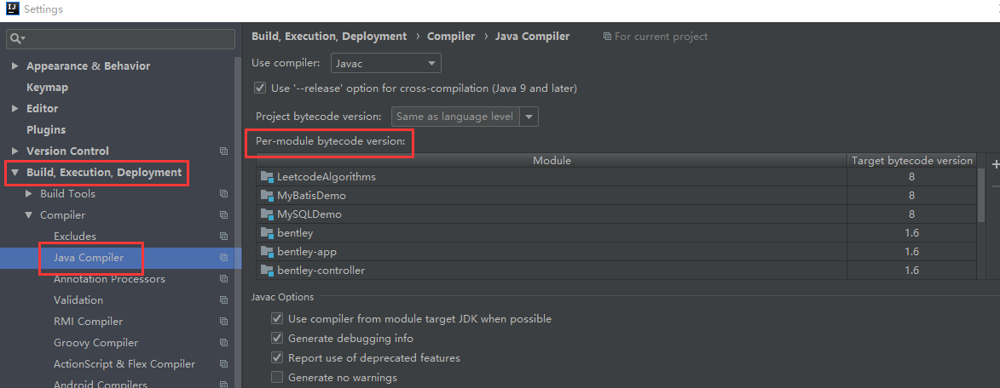 IJ Settings
Appearance & Behavior
Keymap
Editor
Plugins
Version Control
Build, Execution, Deployment
Build Tools
Compiler
Excludes
Java Compiler
Annotation Processors
Validation
RMI Compiler
Groovy Compiler
ActionScript & Flex Compiler
Android Compilers
Build, Execution, Deployment › Compiler › Java Compiler For current project
Use compiler: Javac
Use '--release' option for cross-compilation (Java 9 and later)
Project bytecode version: Same as language level
Per-module bytecode version:
Module Target bytecode version
LeetcodeAlgorithms 8
MyBatisDemo 8
MySQLDemo 8
bentley 1.6
bentley-app 1.6
bentley-controller 1.6
Javac Options
Use compiler from module target JDK when possible
Generate debugging info
Report use of deprecated features
Generate no warnings